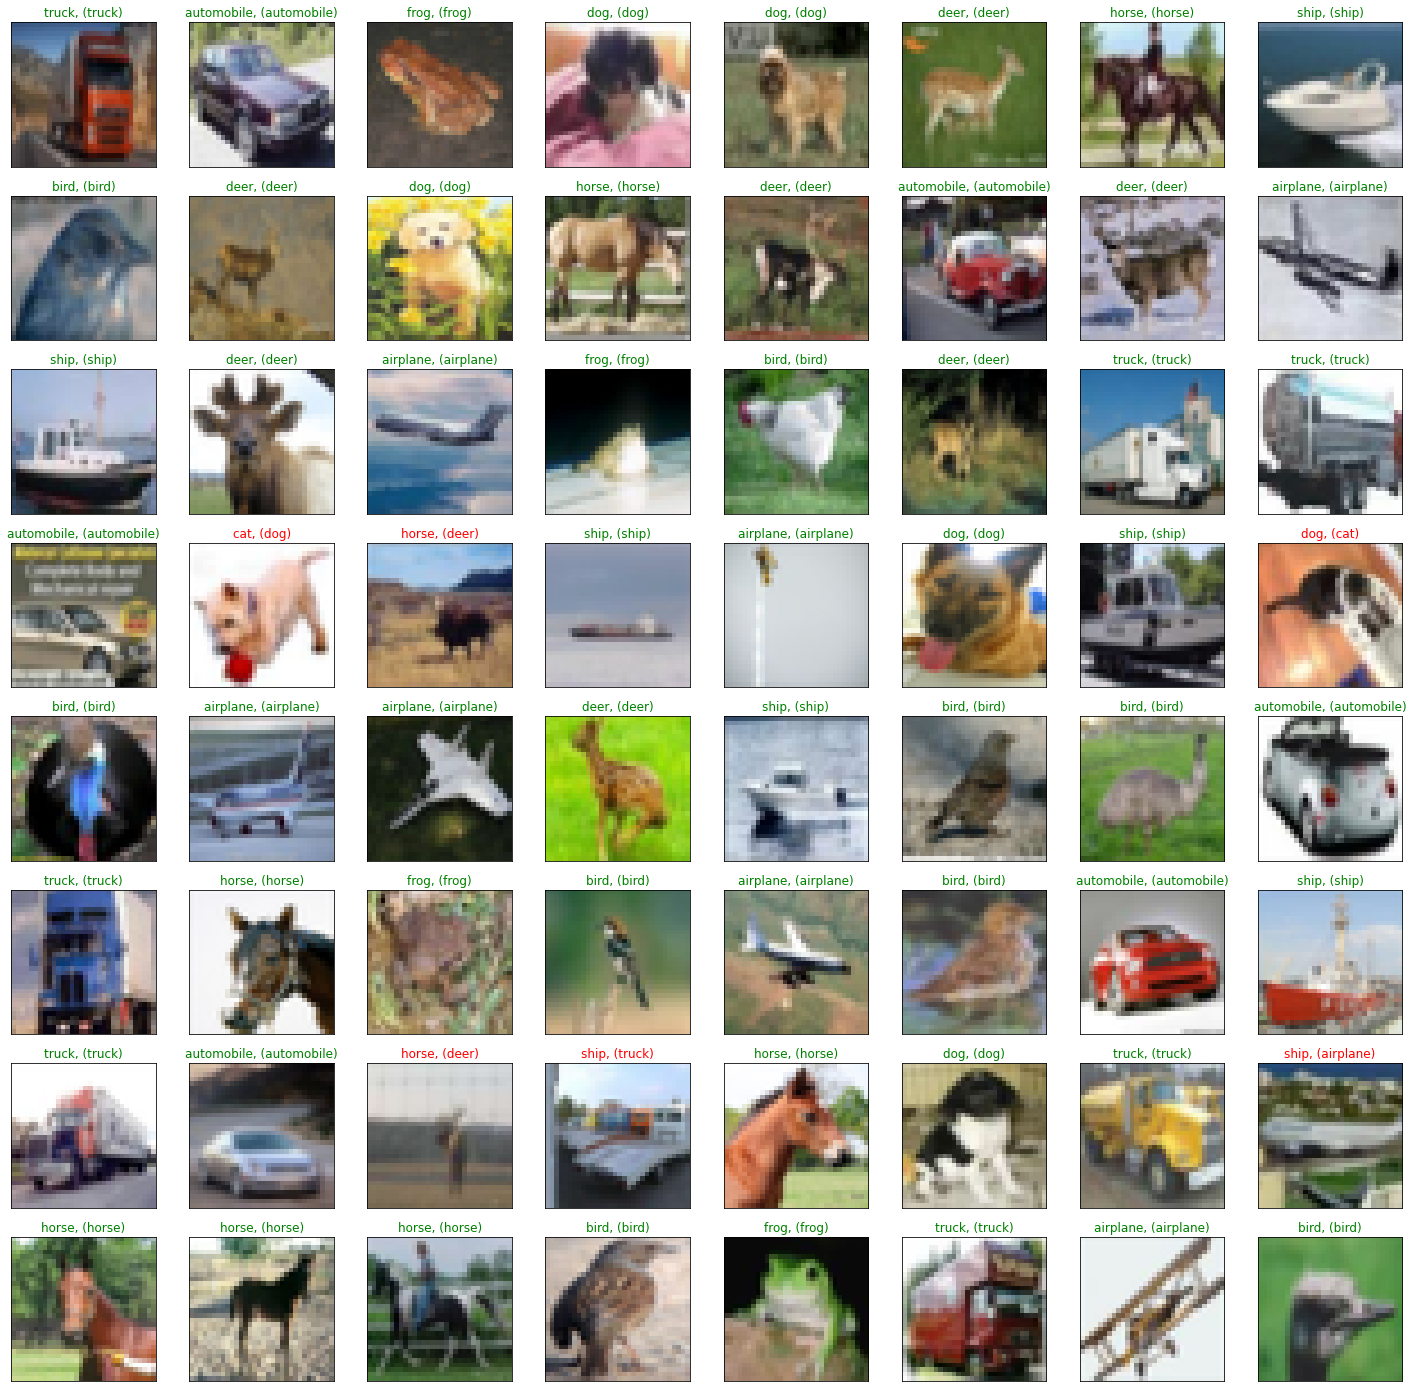 truck, (truck) automobile, (automobile) frog, (frog) dog, (dog) dog, (dog) deer, (deer) horse, (horse) ship, (ship)
bird, (bird) deer, (deer) dog, (dog) horse, (horse) deer, (deer) automobile, (automobile) deer, (deer) airplane, (airplane)
ship, (ship) deer, (deer) airplane, (airplane) frog, (frog) bird, (bird) deer, (deer) truck, (truck) truck, (truck)
automobile, (automobile) cat, (dog) horse, (deer) ship, (ship) airplane, (airplane) dog, (dog) ship, (ship) dog, (cat)
bird, (bird) airplane, (airplane) airplane, (airplane) deer, (deer) ship, (ship) bird, (bird) bird, (bird) automobile, (automobile)
truck, (truck) horse, (horse) frog, (frog) bird, (bird) airplane, (airplane) bird, (bird) automobile, (automobile) ship, (ship)
truck, (truck) automobile, (automobile) horse, (deer) ship, (truck) horse, (horse) dog, (dog) truck, (truck) ship, (airplane)
horse, (horse) horse, (horse) horse, (horse) bird, (bird) frog, (frog) truck, (truck) airplane, (airplane) bird, (bird)